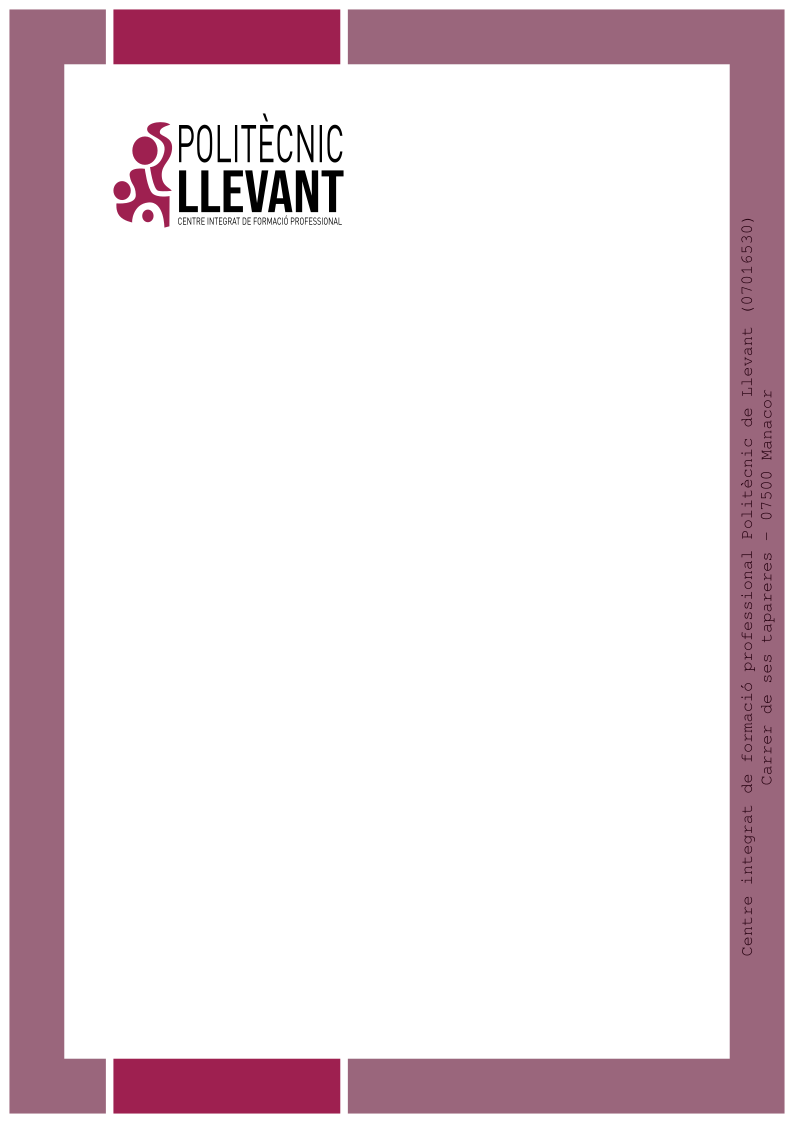 POLITÈCNIC
LLEVANT
CENTRE INTEGRAT DE FORMACIÓ PROFESSIONAL
Centre integrat de formació professional Politècnic de Llevant (07016530)
Carrer de ses tapareres – 07500 Manacor